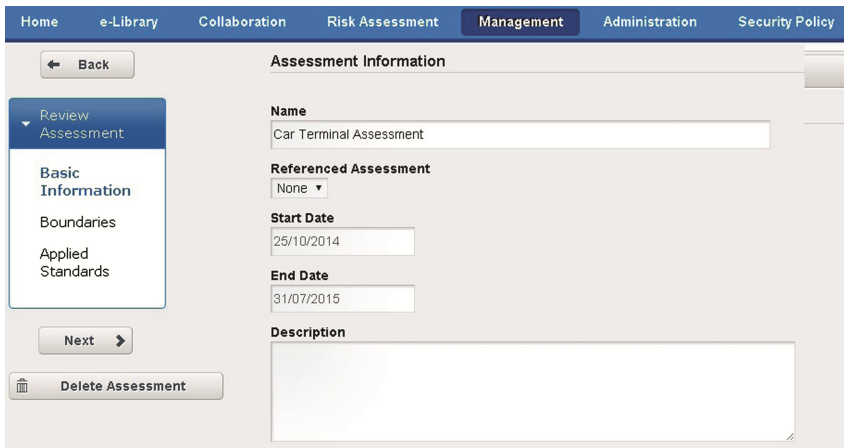 Home e-Library Collaboration Risk Assessment Management Administration Security Policy
Back
Review
Assessment
Basic
Information
Boundaries
Applied
Standards
Next
Delete Assessment
Assessment Information
Name
Car Terminal Assessment
Referenced Assessment
None
Start Date
25/10/2014
End Date
31/07/2015
Description